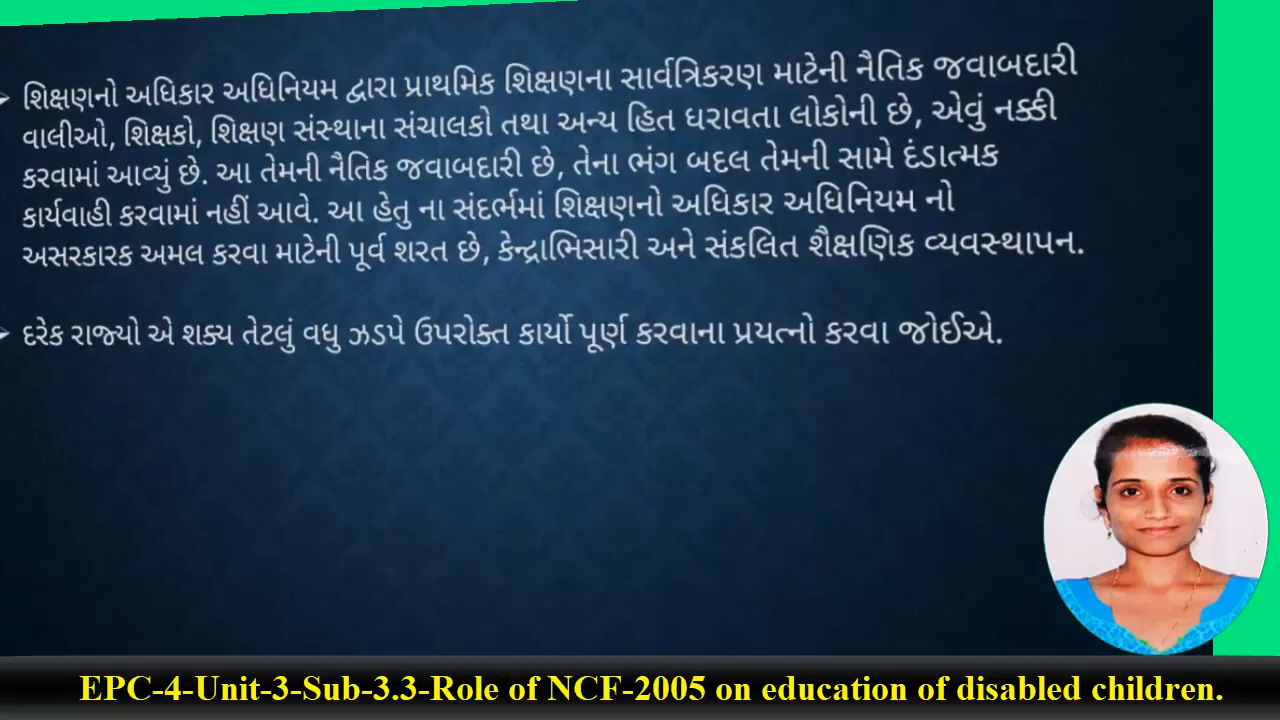 શિક્ષણનો અધિકાર અધિનિયમ દ્વારા પ્રાથમિક શિક્ષણના સાર્વત્રિકરણ માટેની નૈતિક જવાબદારી
વાલીઓ, શિક્ષકો, શિક્ષણ સંસ્થાના સંચાલકો તથા અન્ય હિત ધરાવતા લોકોની છે, એવું નક્કી
કરવામાં આવ્યું છે. આ તેમની નૈતિક જવાબદારી છે, તેના ભંગ બદલ તેમની સામે દંડાત્મક
કાર્યવાહી કરવામાં નહીં આવે. આ હેતુ ના સંદર્ભમાં શિક્ષણનો અધિકાર અધિનિયમ નો
અસરકારક અમલ કરવા માટેની પૂર્વ શરત છે, કેન્દ્રાભિસારી અને સંકલિત શૈક્ષણિક વ્યવસ્થાપન.
દરેક રાજ્યો એ શક્ય તેટલું વધુ ઝડપે ઉપરોક્ત કાર્યો પૂર્ણ કરવાના પ્રયત્નો કરવા જોઈએ.
EPC-4-Unit-3-Sub-3.3-Role of NCF-2005 on education of disabled children.